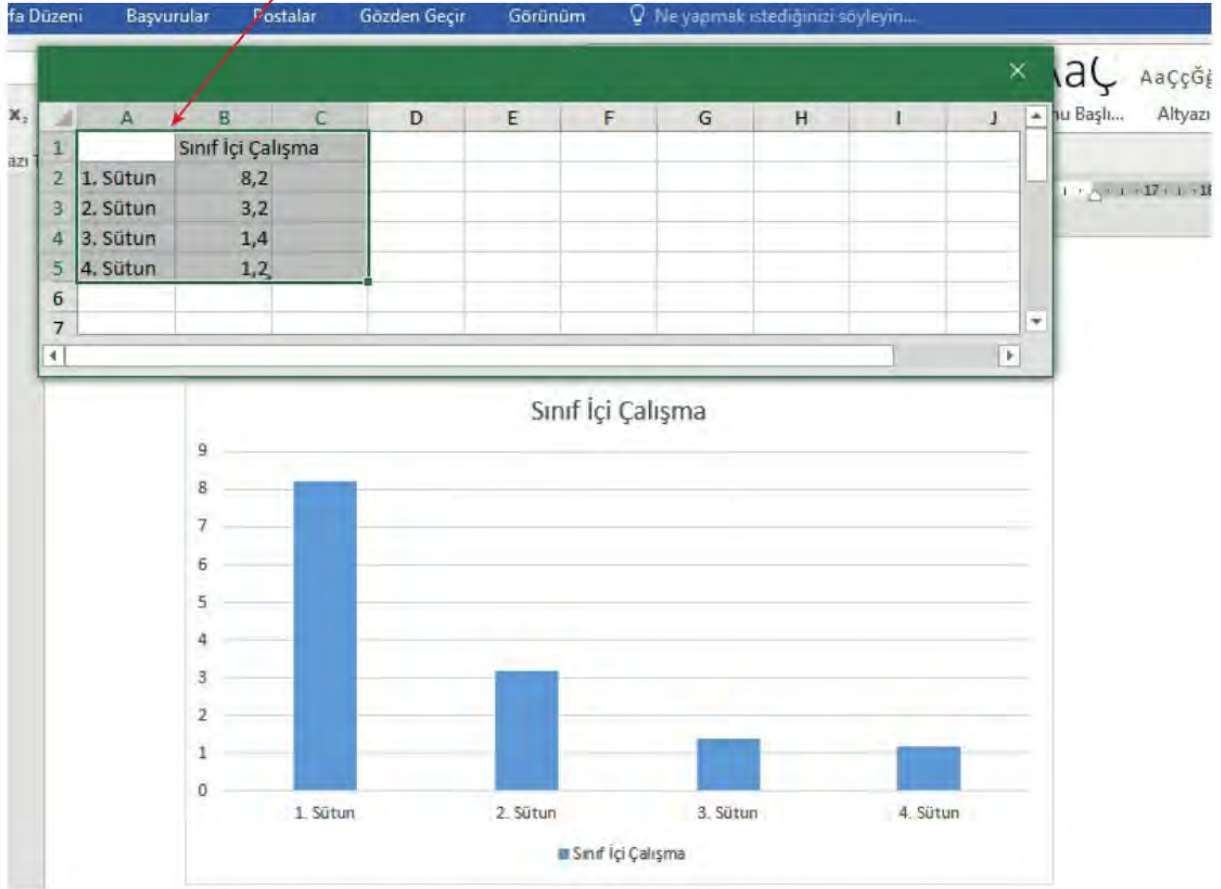 fa Düzeni Başvurular Postalar Gözden Geçir Görünüm Ne yapmak istediğinizi söyleyin...
AaÇçĞğ
nu Başlı... Altyazı
A B C D E F G H I J
1 Sınıf İçi Çalışma
2 1. Sütun 8,2
3 2. Sütun 3,2
4 3. Sütun 1,4
5 4. Sütun 1,2
6
7
17 18
Sınıf İçi Çalışma
9
8
7
6
5
4
3
2
1
0
1. Sütun 2. Sütun 3. Sütun 4. Sütun
Sınıf İçi Çalışma